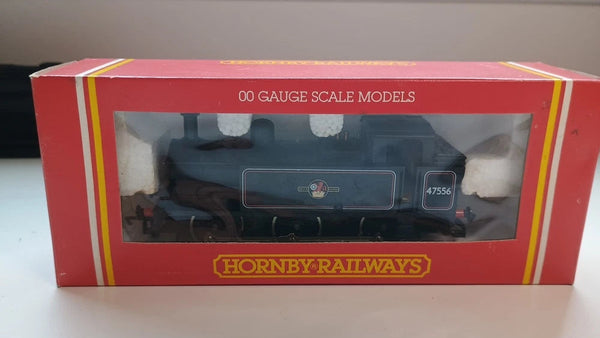 00 GAUGE SCALE MODELS
47556
HORNBY RAILWAYS